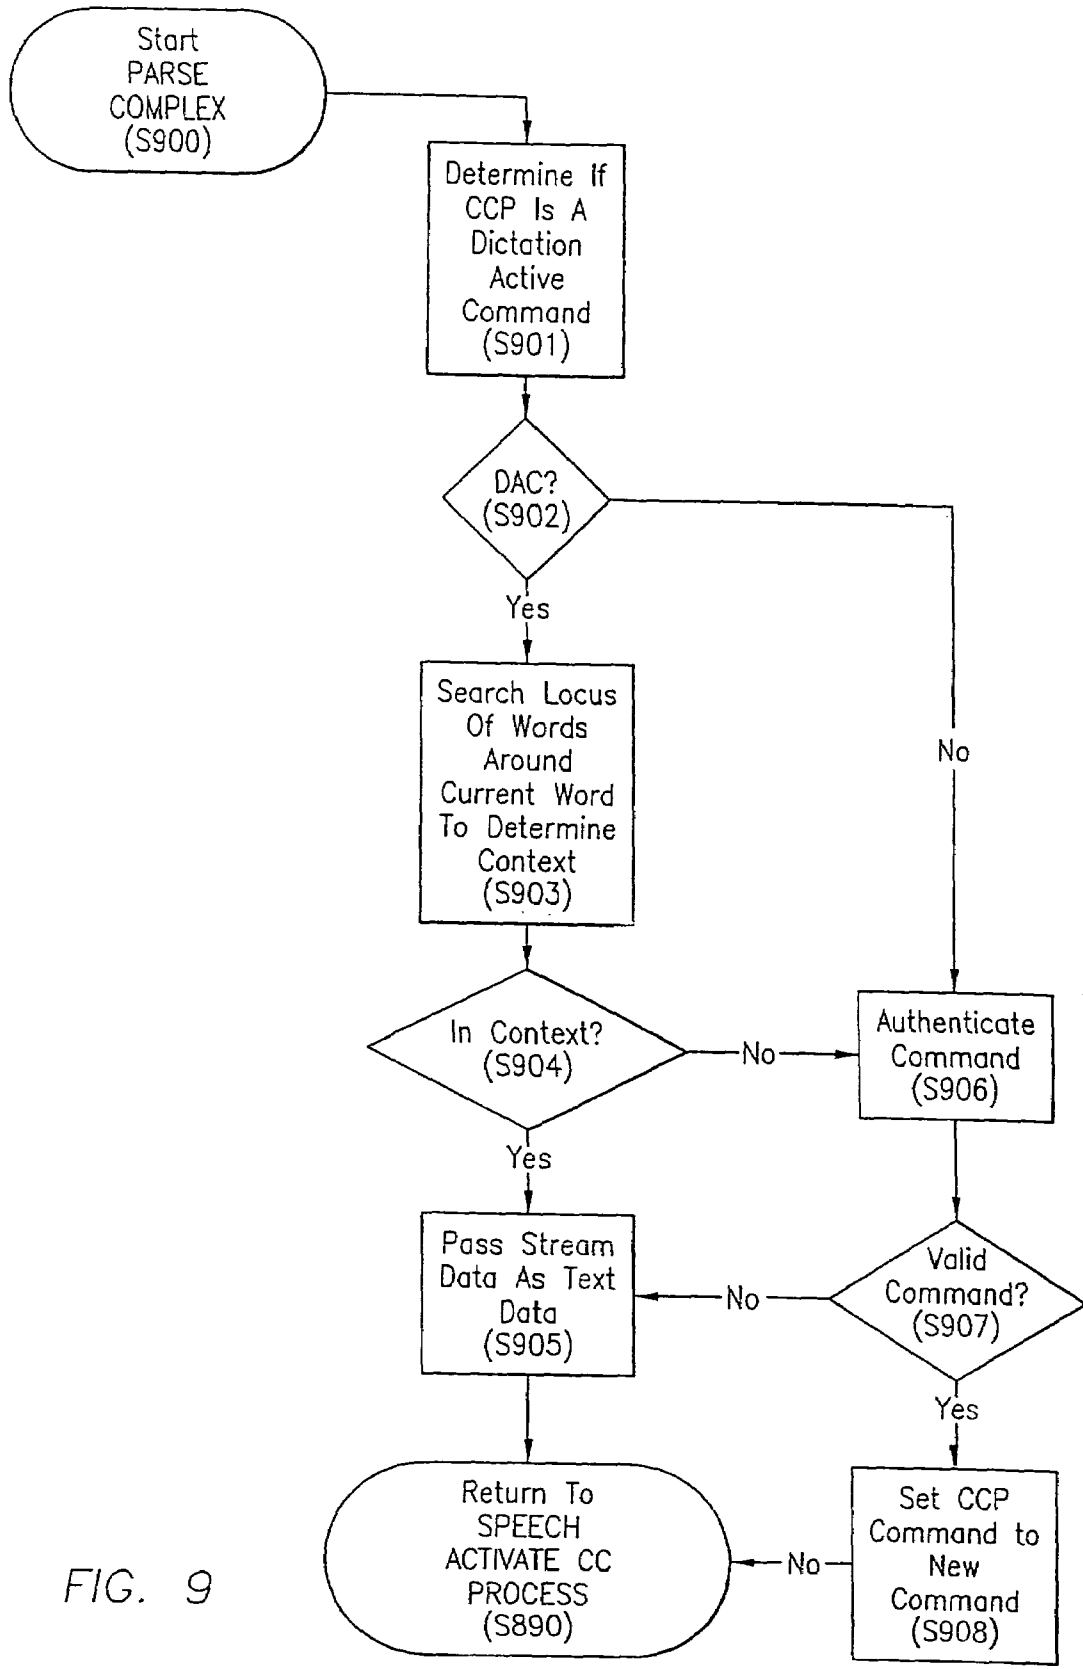 Start
PARSE
COMPLEX
(S900)
Determine If
CCP Is A
Dictation
Active
Command
(S901)
DAC?
(S902)
Yes
No
Search Locus
Of Words
Around
Current Word
To Determine
Context
(S903)
In Context?
(S904)
No
Authenticate
Command
(S906)
Yes
Pass Stream
Data As Text
Data
(S905)
No
Valid
Command?
(S907)
Yes
Return To
SPEECH
ACTIVATE CC
PROCESS
(S890)
No
Set CCP
Command to
New
Command
(S908)
FIG. 9